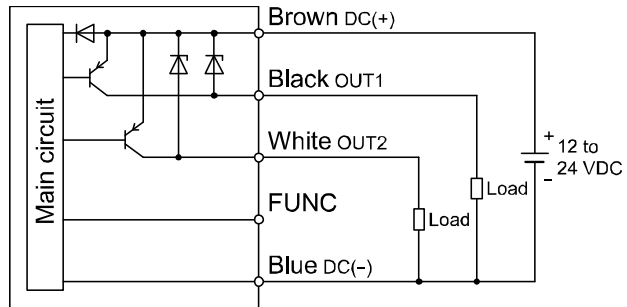 Main circuit
Brown DC(+)
Black OUT1
White OUT2
FUNC
Blue DC(−)
Load
Load
+
12 to
24 VDC
−